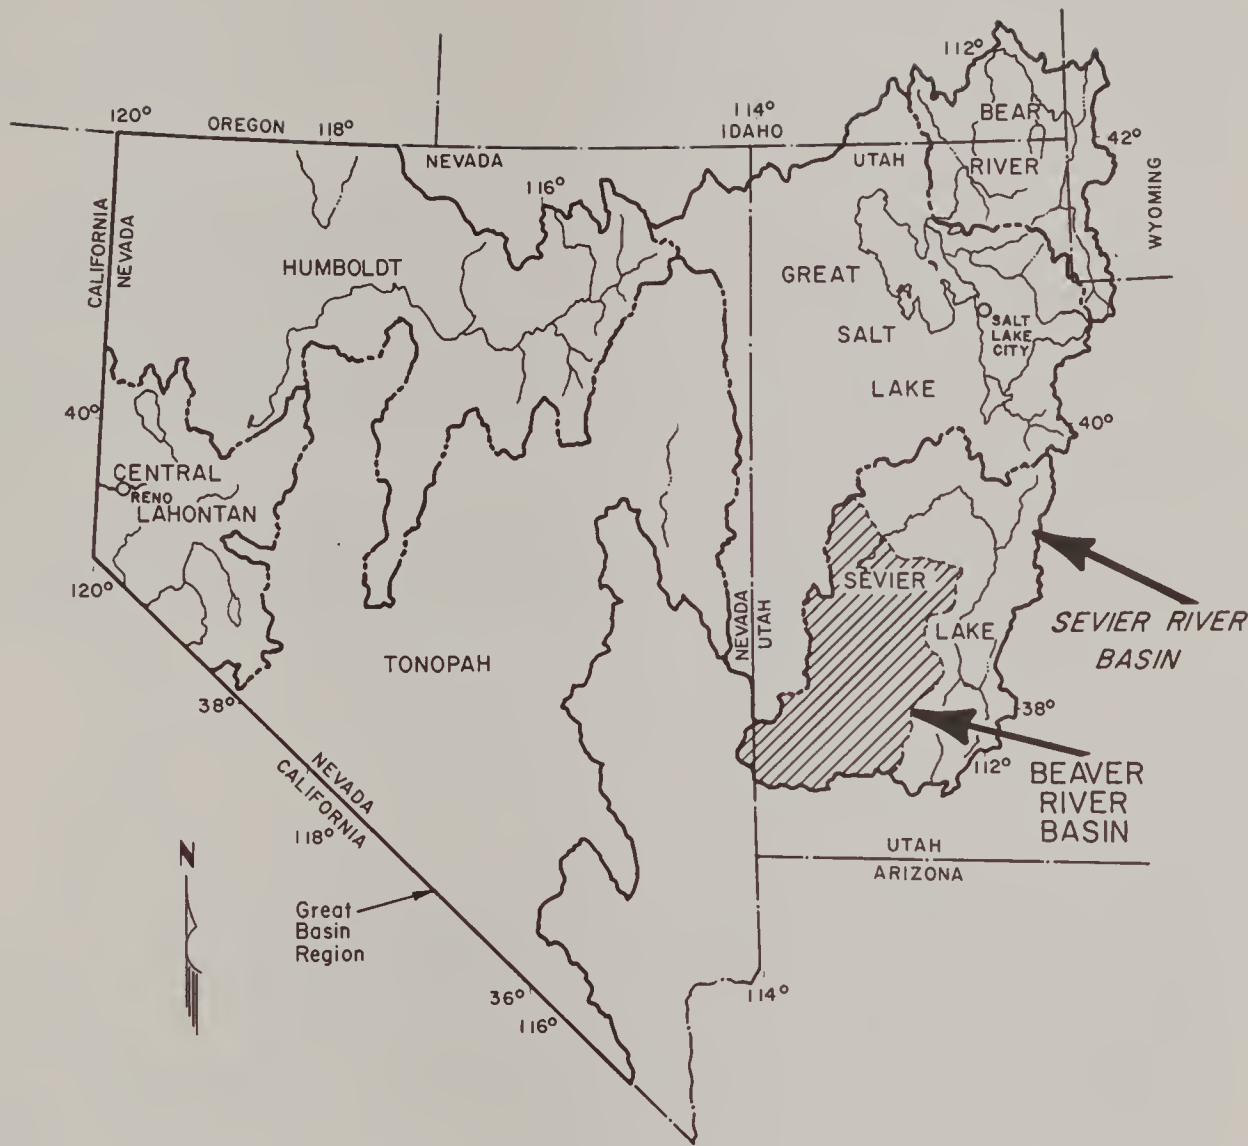 112°
BEAR
RIVER
120°
OREGON
118°
114°
IDAHO
NEVADA
UTAH
42°
WYOMING
116°
CALIFORNIA
NEVADA
HUMBOLDT
GREAT
SALT
LAKE
SALT
LAKE
CITY
40°
40°
CENTRAL
RENO
LAHONTAN
120°
SEVIER
LAKE
NEVADA
UTAH
SEVIER RIVER
BASIN
TONOPAH
38°
38°
112°
BEAVER
RIVER
BASIN
NEVADA
CALIFORNIA
118°
UTAH
ARIZONA
N
Great
Basin
Region
36°
116°
114°